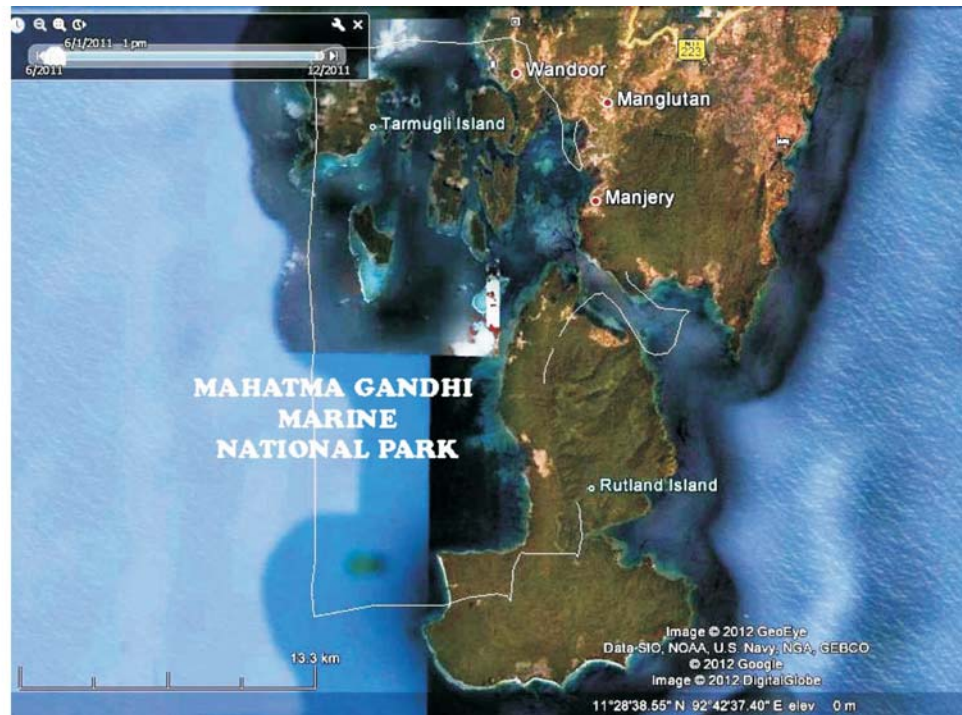 6/1/2011 1 pm
6/2011
12/2011
223
Wandoor
Manglutan
Tarmugli Island
Manjery
MAHATMA GANDHI
MARINE
NATIONAL PARK
Rutland Island
Image © 2012 GeoEye
Data SIO, NOAA, U.S. Navy, NGA, GEBCO
© 2012 Google
Image © 2012 DigitalGlobe
13.3 km
11°28'38.55" N 92°42'37.40" E elev 0 m